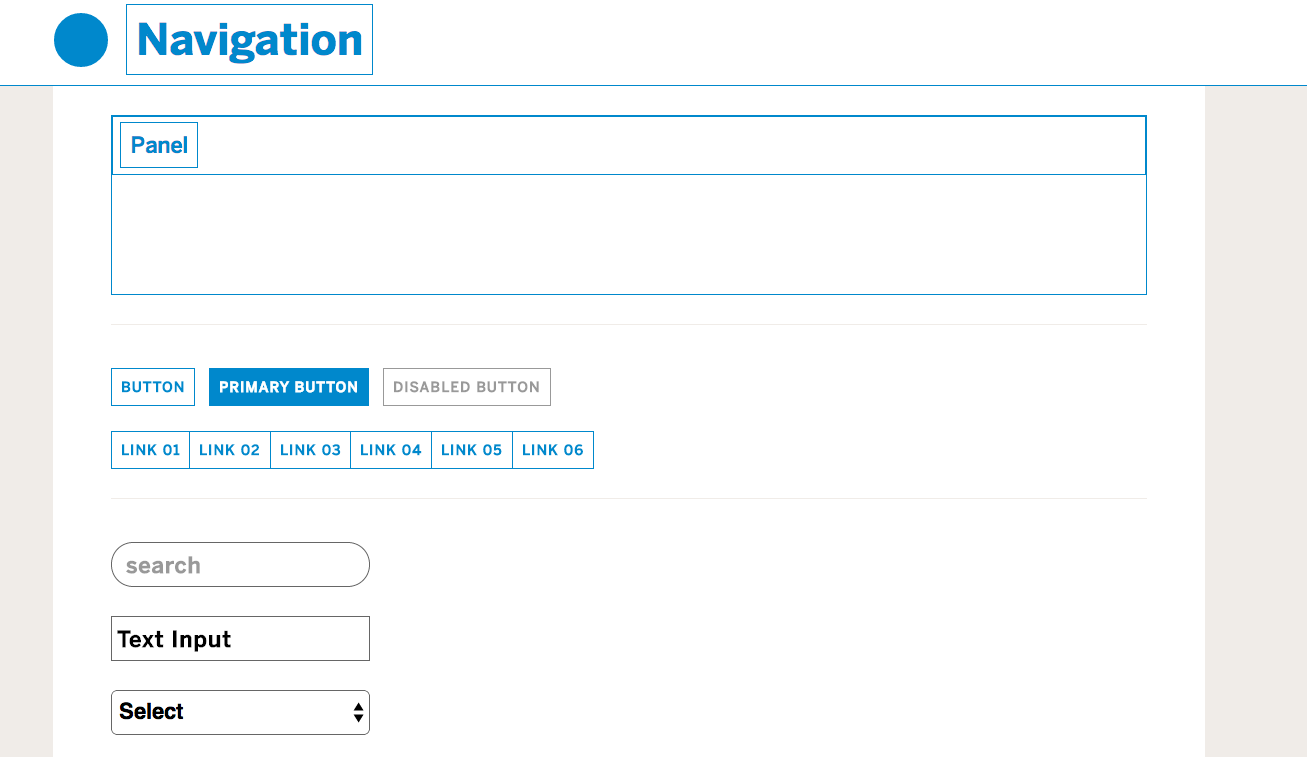 Navigation
Panel
BUTTON PRIMARY BUTTON DISABLED BUTTON
LINK 01 LINK 02 LINK 03 LINK 04 LINK 05 LINK 06
search
Text Input
Select